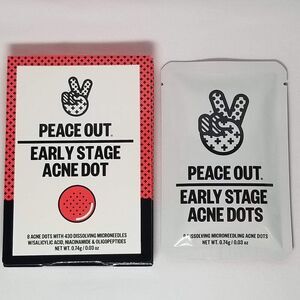 PEACE OUT™
EARLY STAGE
ACNE DOT
8 ACNE DOTS WITH 430 DISSOLVING MICRONEEDLES
W/SALICYLIC ACID, NIACINAMIDE & OLIGOPEPTIDES
NET WT. 0.74g / 0.03 oz
PEACE OUT™
EARLY STAGE
ACNE DOTS
8 DISSOLVING MICRONEEDLING ACNE DOTS
NET WT. 0.74g / 0.03 oz